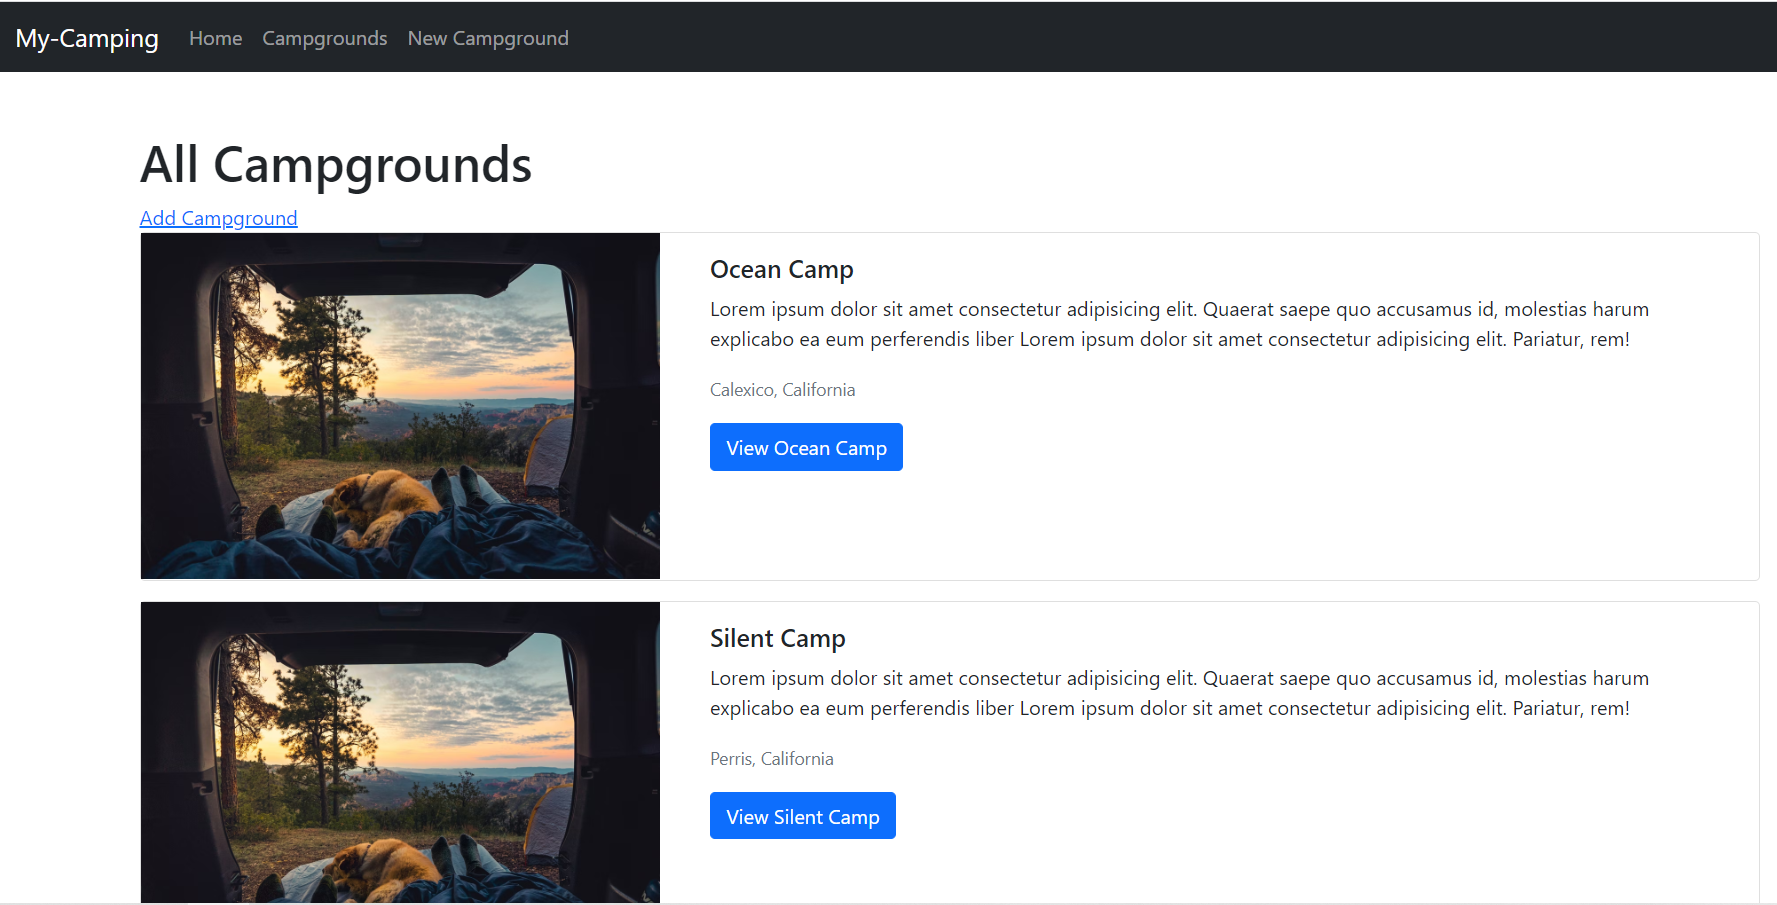 My-Camping Home Campgrounds New Campground
All Campgrounds
Add Campground
Ocean Camp
Lorem ipsum dolor sit amet consectetur adipisicing elit. Quaerat saepe quo accusamus id, molestias harum
explicabo ea eum perferendis liber Lorem ipsum dolor sit amet consectetur adipisicing elit. Pariatur, rem!
Calexico, California
View Ocean Camp
Silent Camp
Lorem ipsum dolor sit amet consectetur adipisicing elit. Quaerat saepe quo accusamus id, molestias harum
explicabo ea eum perferendis liber Lorem ipsum dolor sit amet consectetur adipisicing elit. Pariatur, rem!
Perris, California
View Silent Camp